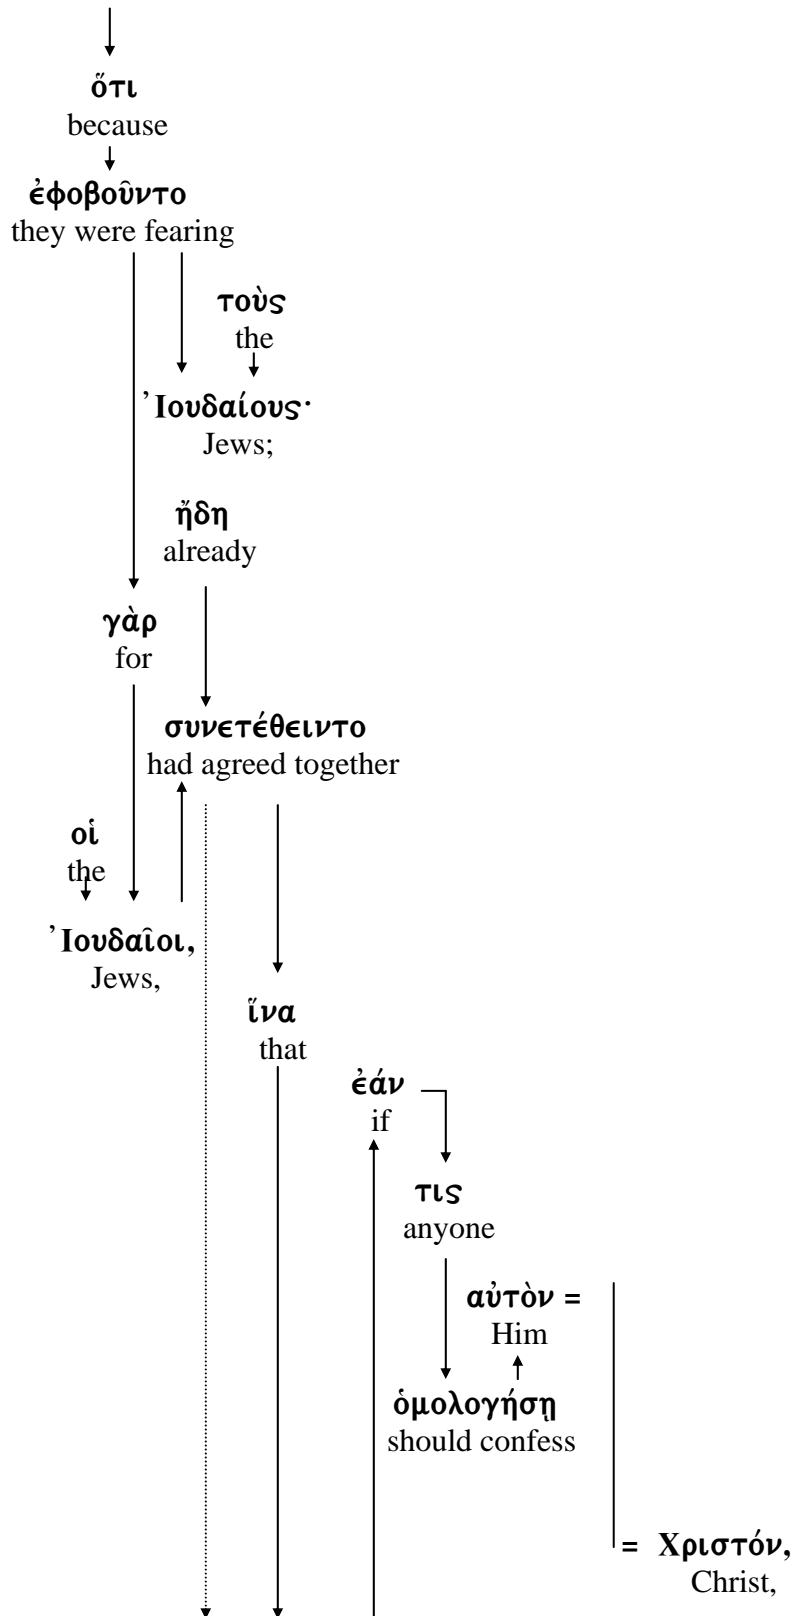 ὅτι
because
ἐφοβοῦντο
they were fearing
τοὺς
the
Ἰουδαίους·
Jews;
ἤδη
already
γὰρ
for
συνετέθειντο
had agreed together
οἱ
the
Ἰουδαῖοι,
Jews,
ἵνα
that
ἐάν
if
τις
anyone
αὐτὸν =
Him
ὁμολογήσῃ
should confess
= Χριστόν,
Christ,